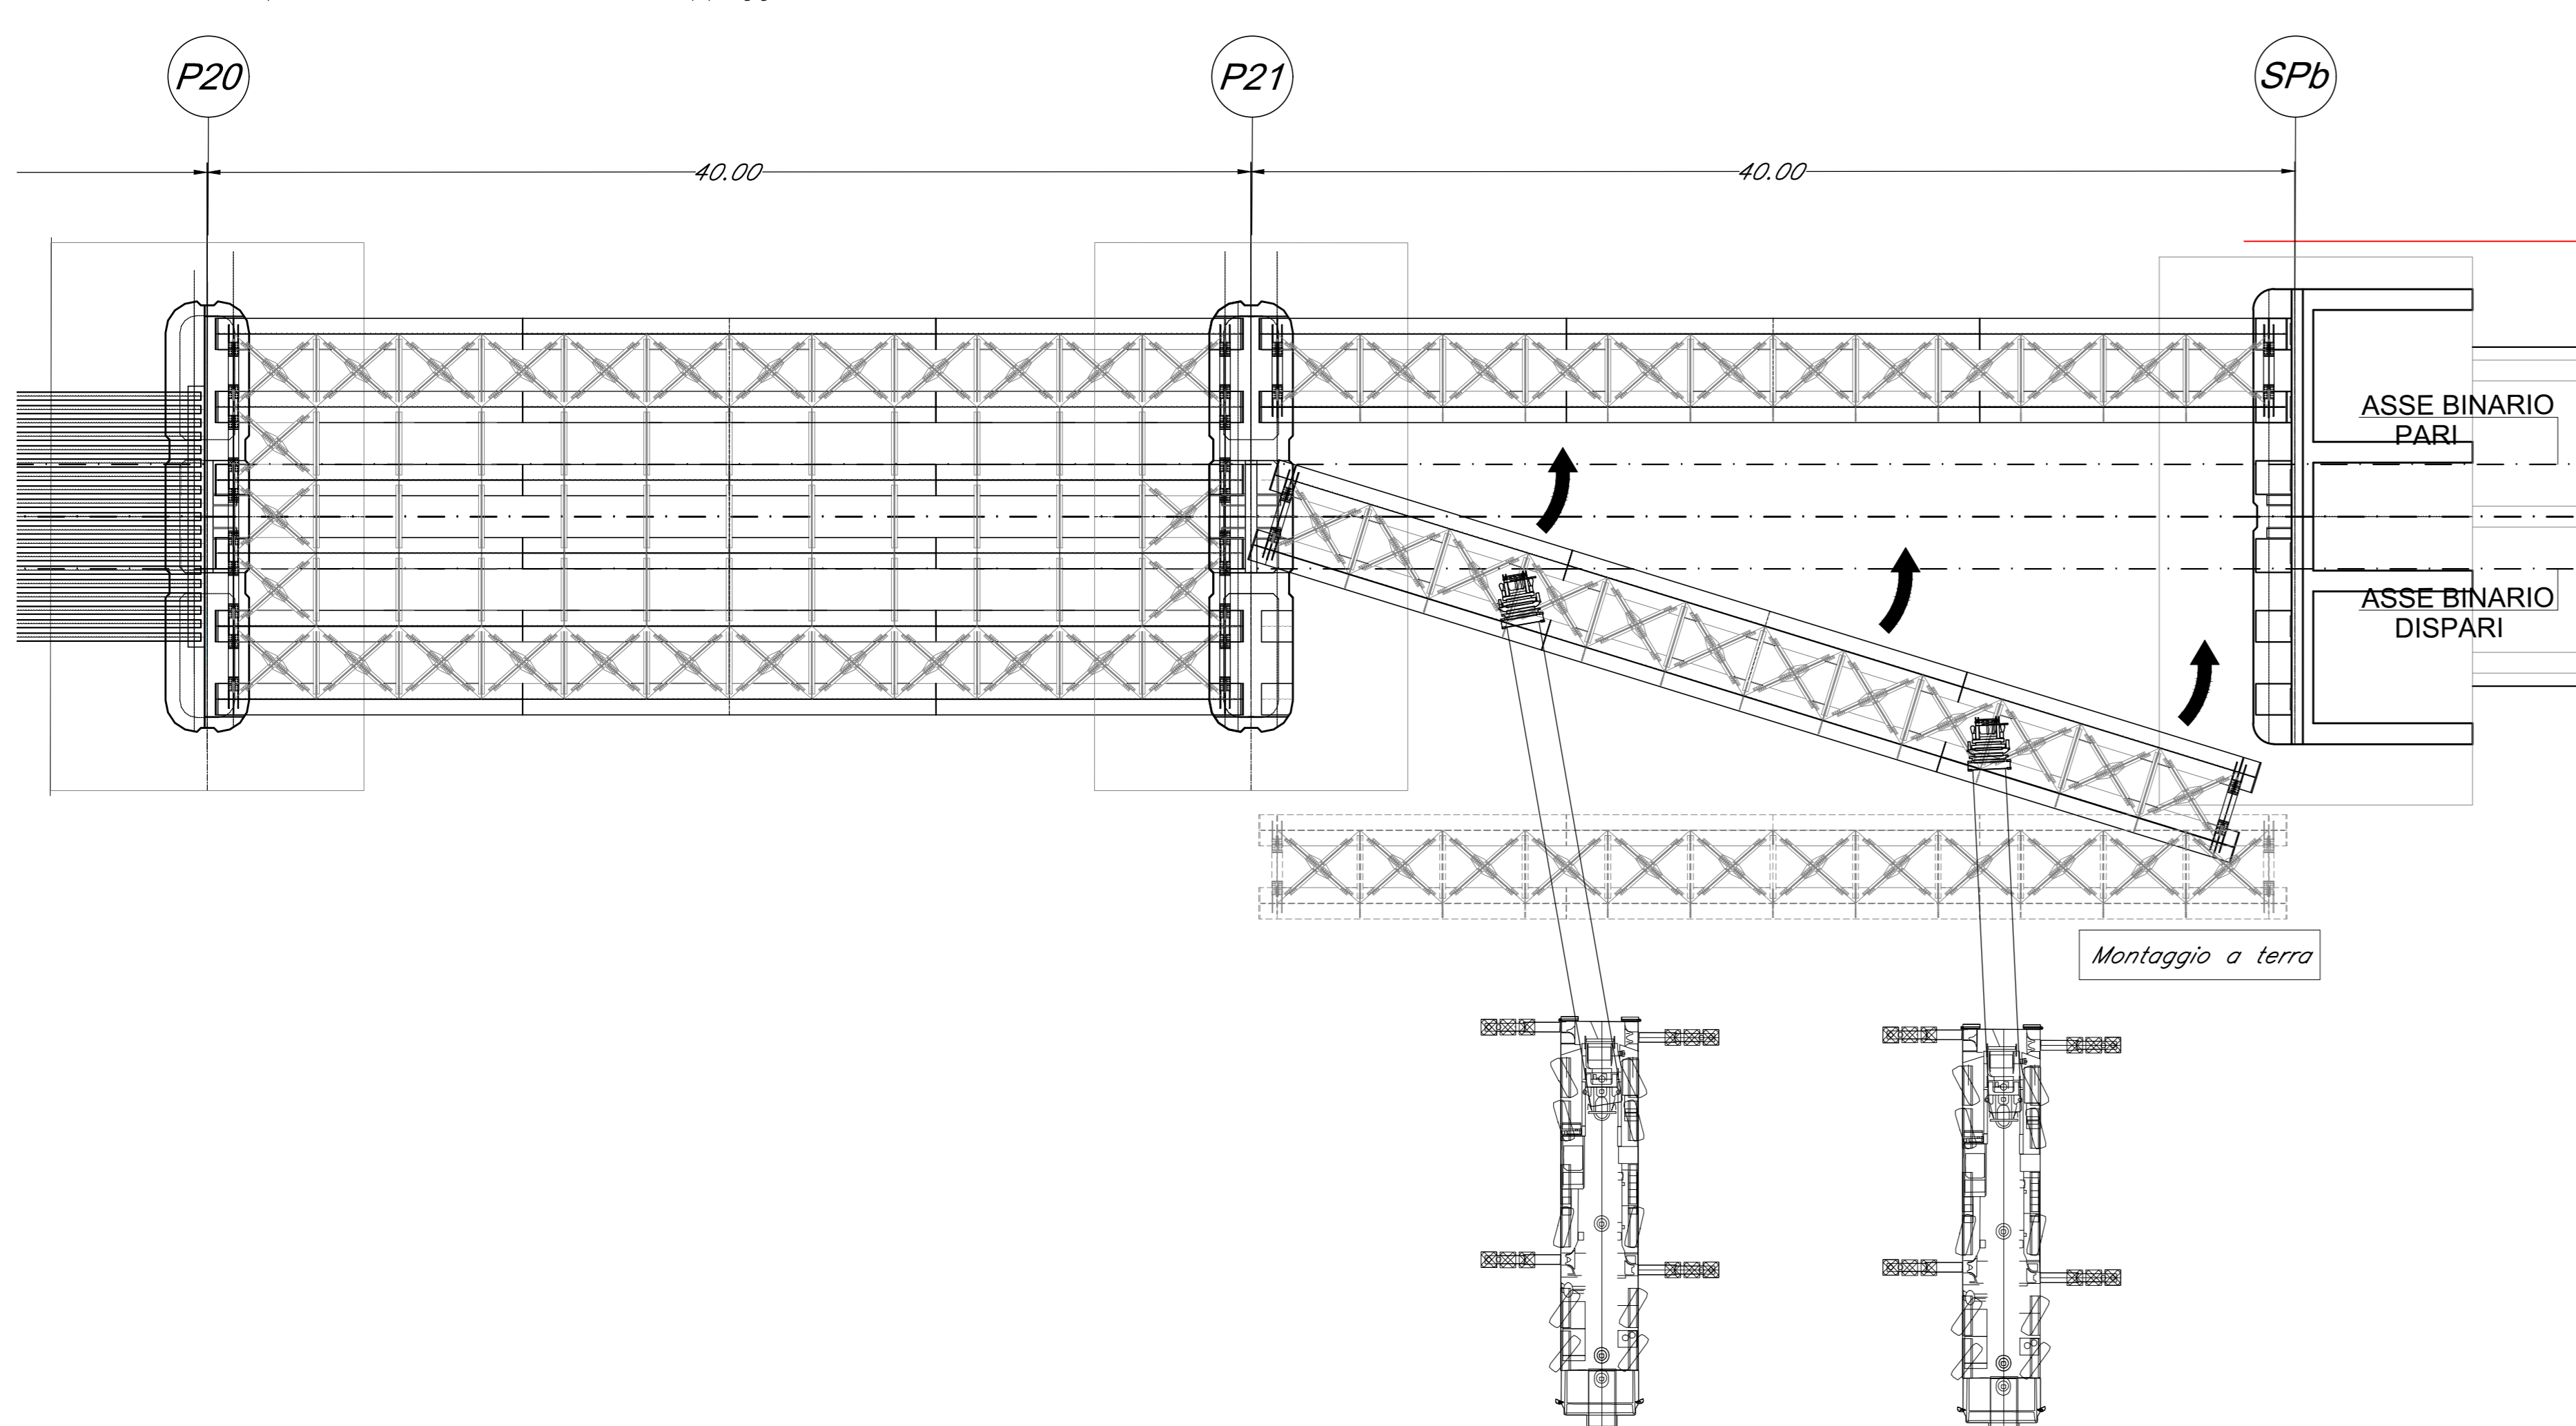 P20
P21
SPb
40.00
40.00
ASSE BINARIO
PARI
ASSE BINARIO
DISPARI
Montaggio a terra